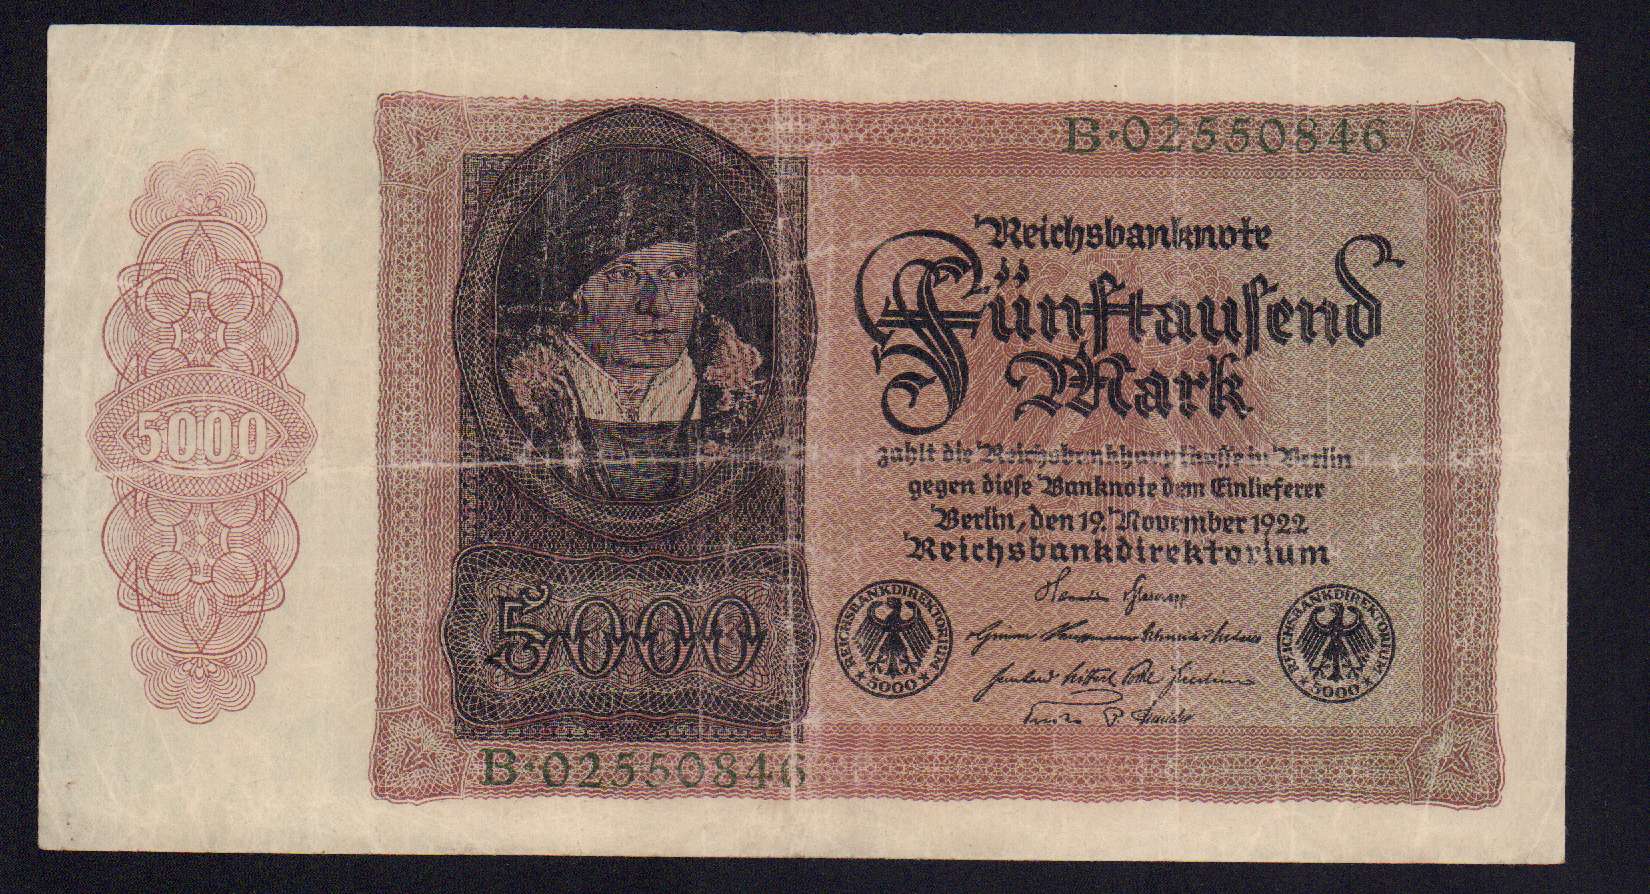 B·02550846
Reichsbanknote
Fünftausend
Mark
zahlt die Reichsbankhauptkasse in Berlin
gegen diese Banknote dem Einlieferer
Berlin, den 19. November 1922
Reichsbankdirektorium
5000
5000
REICHSBANKDIREKTORIUM
5000
REICHSBANKDIREKTORIUM
5000
B·02550846